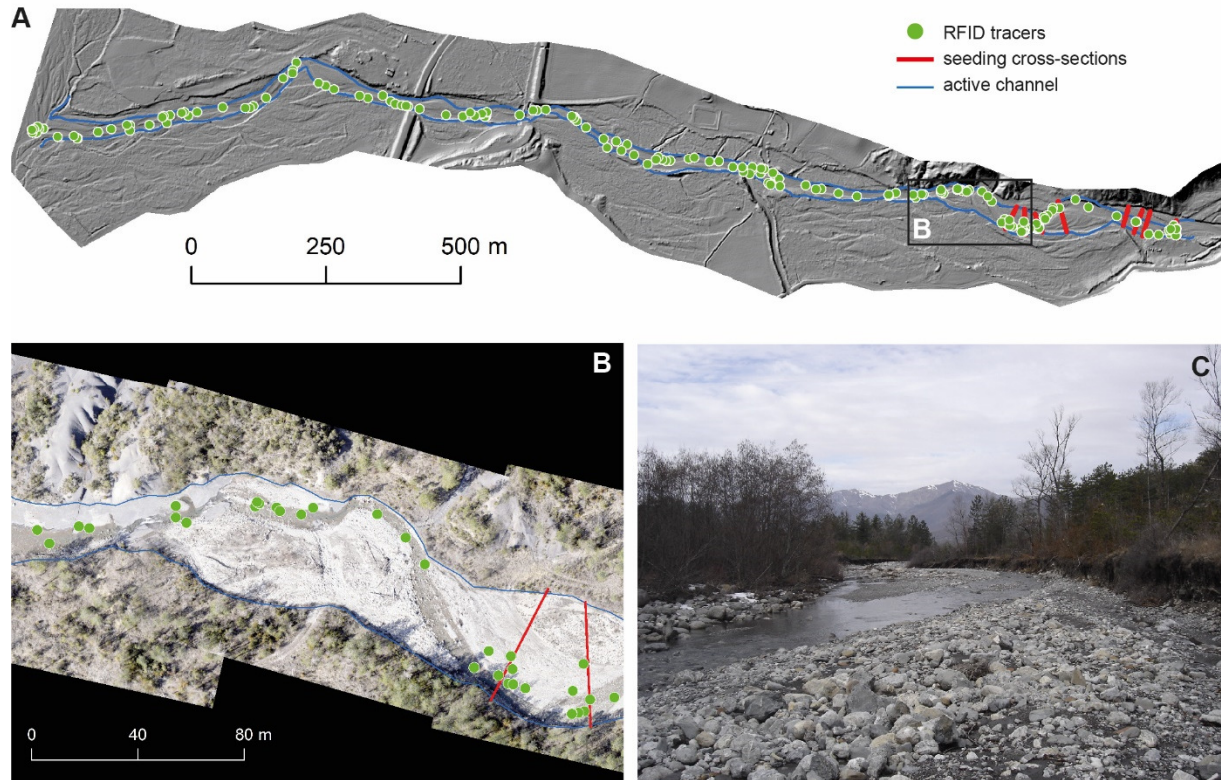 A
RFID tracers
seeding cross-sections
active channel
0 250 500 m
B
B
0 40 80 m
C